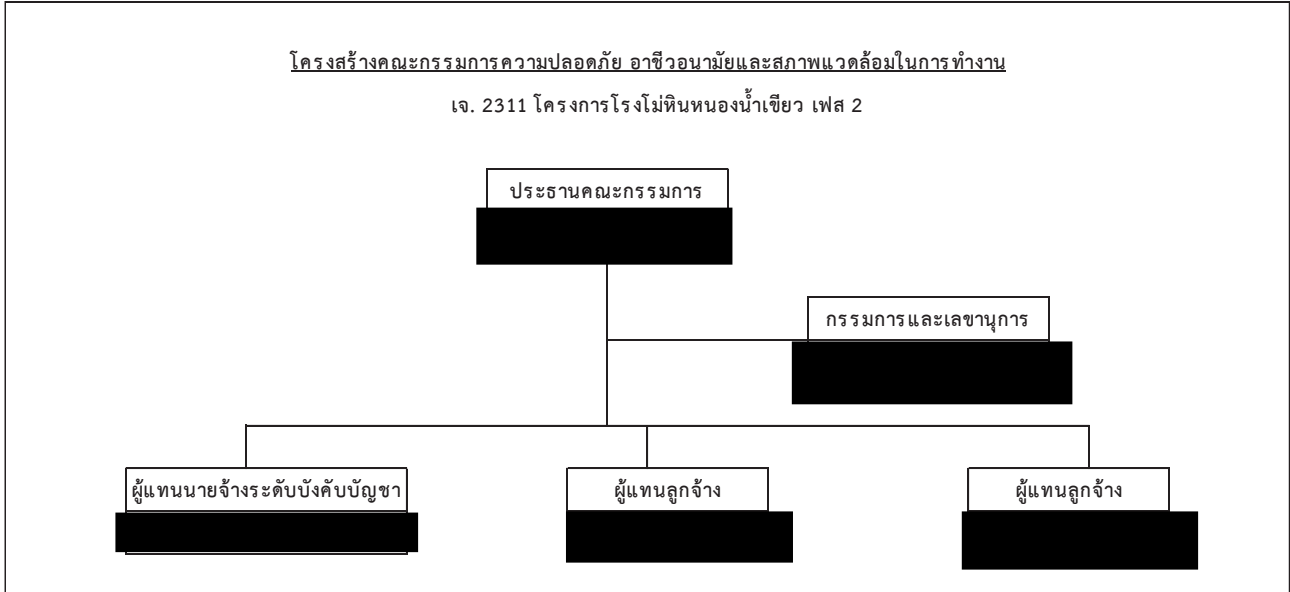 โครงสร้างคณะกรรมการความปลอดภัย อาชีวอนามัยและสภาพแวดล้อมในการทำงาน
เจ. 2311 โครงการโรงโม่หินหนองน้ำเขียว เฟส 2
ประธานคณะกรรมการ
กรรมการและเลขานุการ
ผู้แทนนายจ้างระดับบังคับบัญชา
ผู้แทนลูกจ้าง
ผู้แทนลูกจ้าง